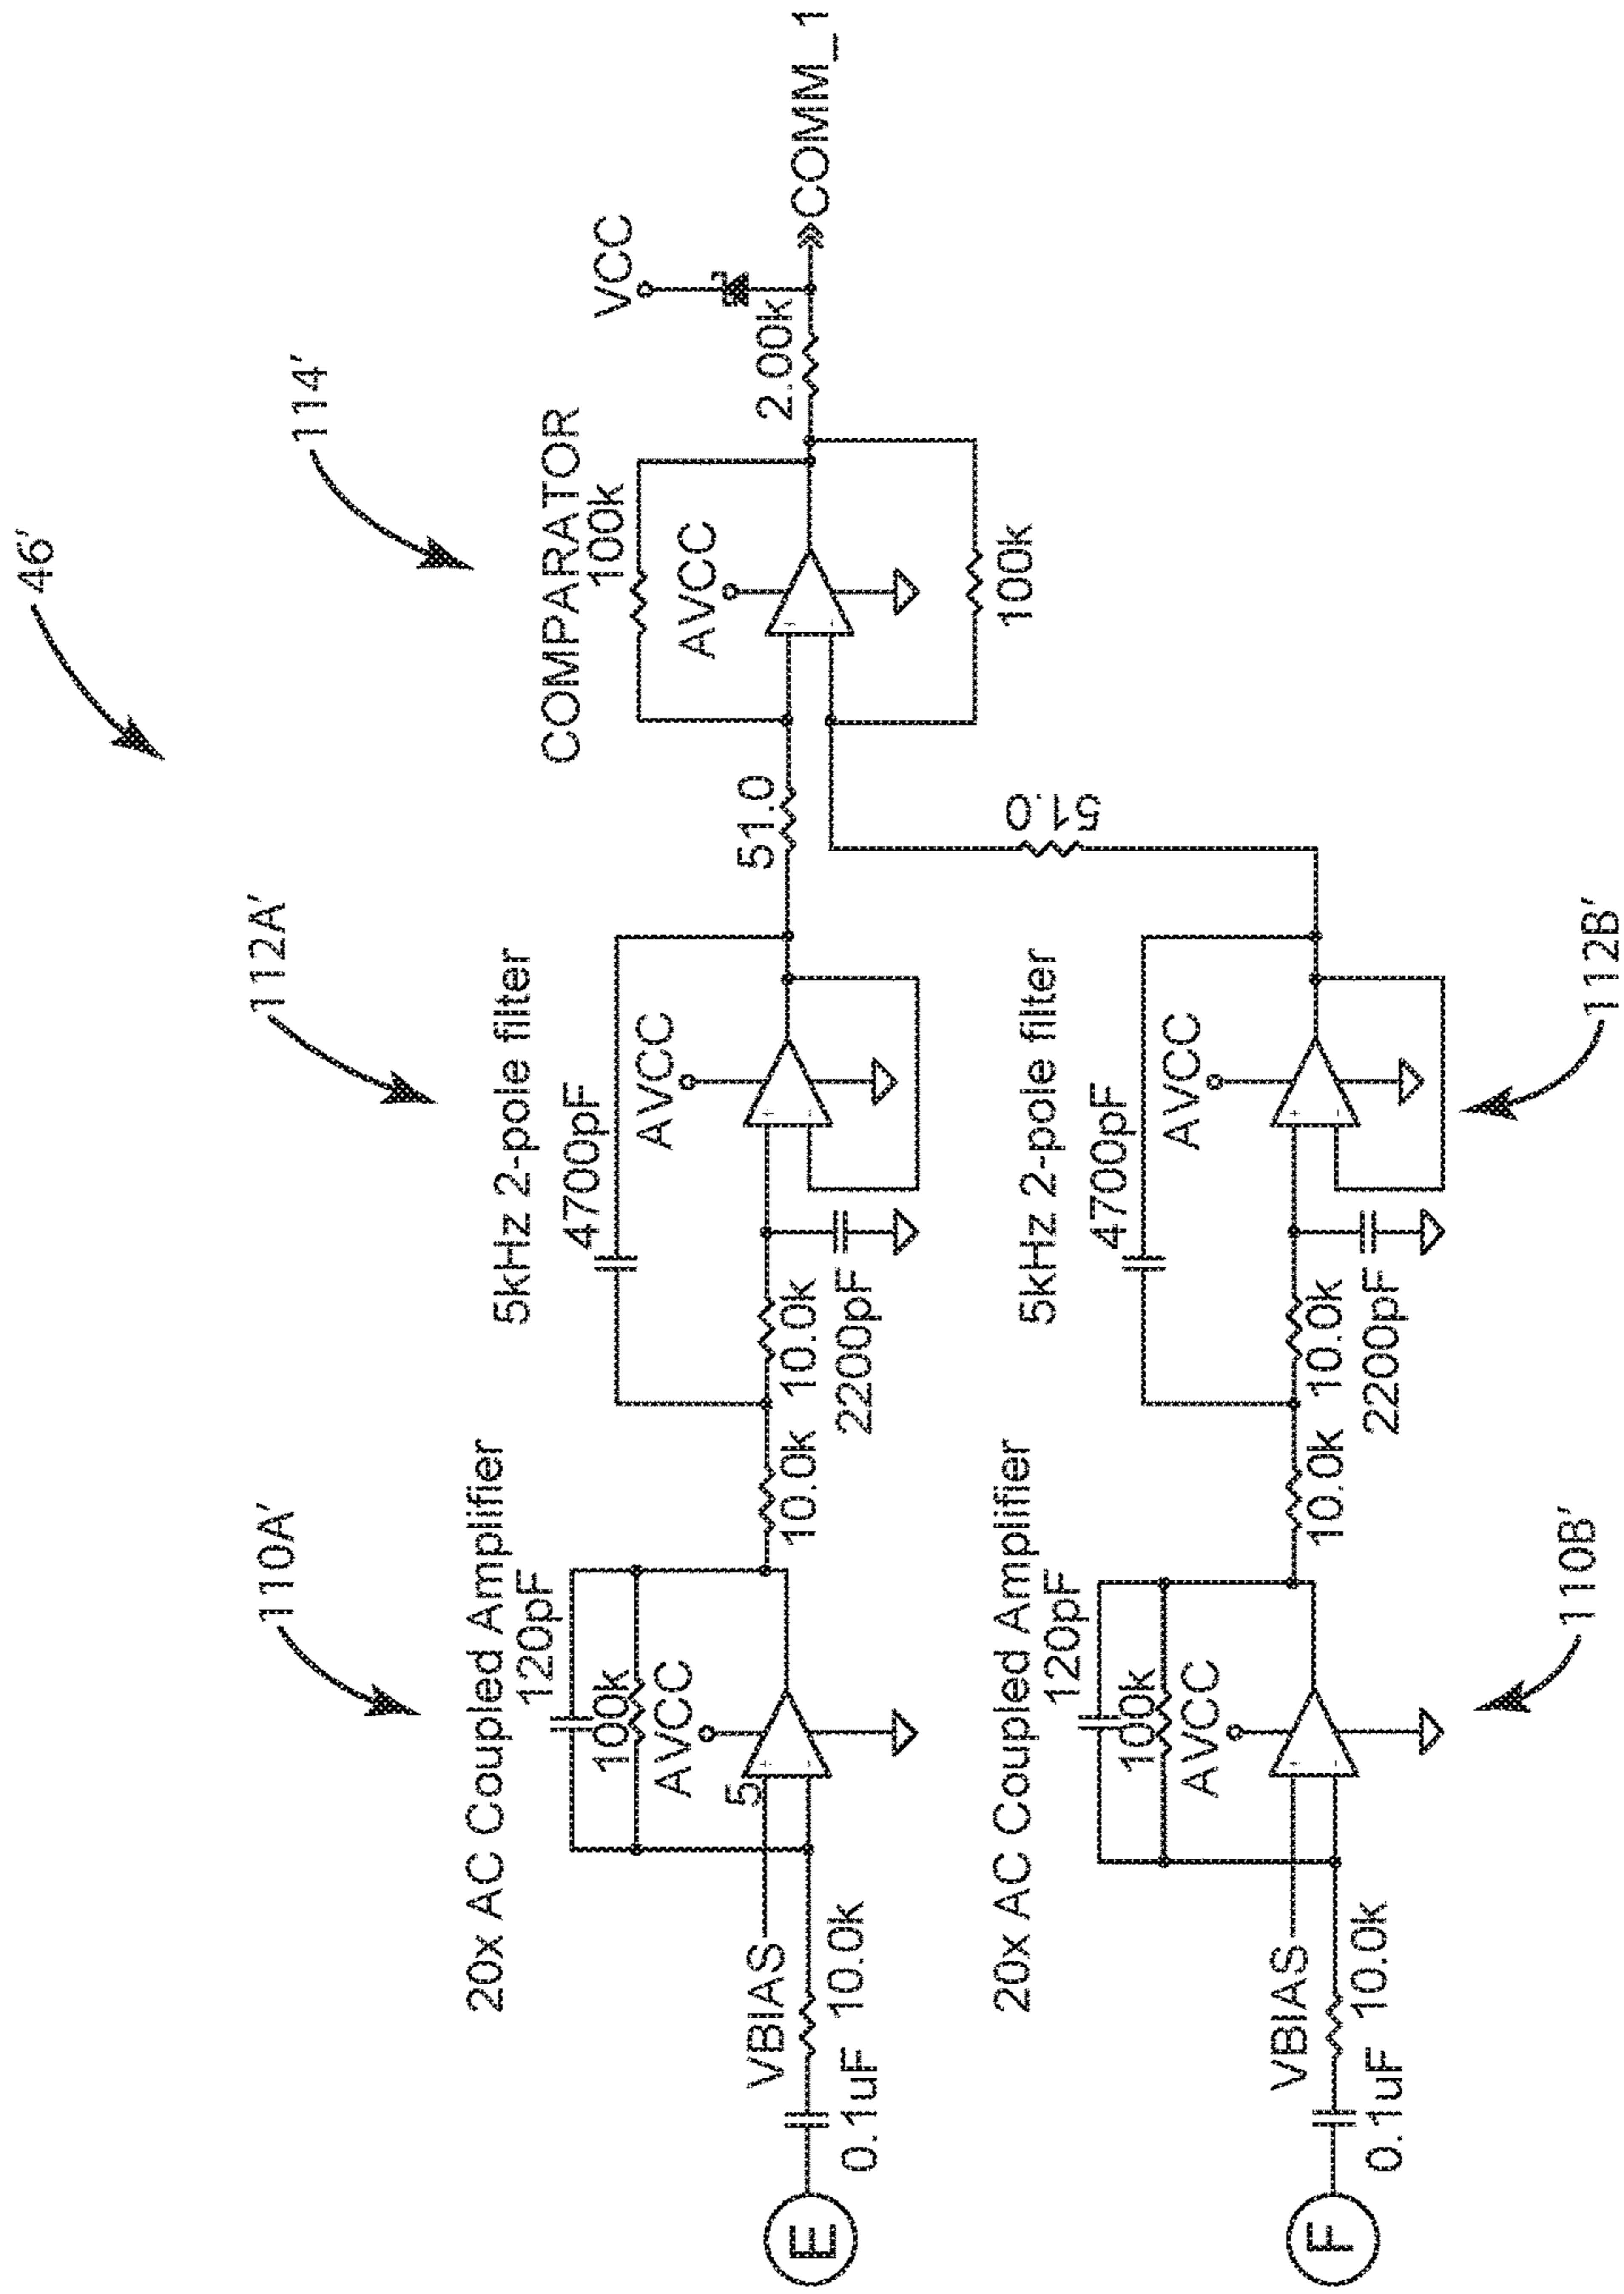 46'
110A'
112A'
114'
20x AC Coupled Amplifier
120pF
100k
AVCC
5
VBIAS
E
0.1uF
10.0k
10.0k
10.0k
5kHz 2-pole filter
4700pF
AVCC
2200pF
51.0
COMPARATOR
100k
AVCC
100k
2.00k
VCC
COMM_1
20x AC Coupled Amplifier
120pF
100k
AVCC
VBIAS
F
0.1uF
10.0k
10.0k
10.0k
5kHz 2-pole filter
4700pF
AVCC
2200pF
51.0
110B'
112B'